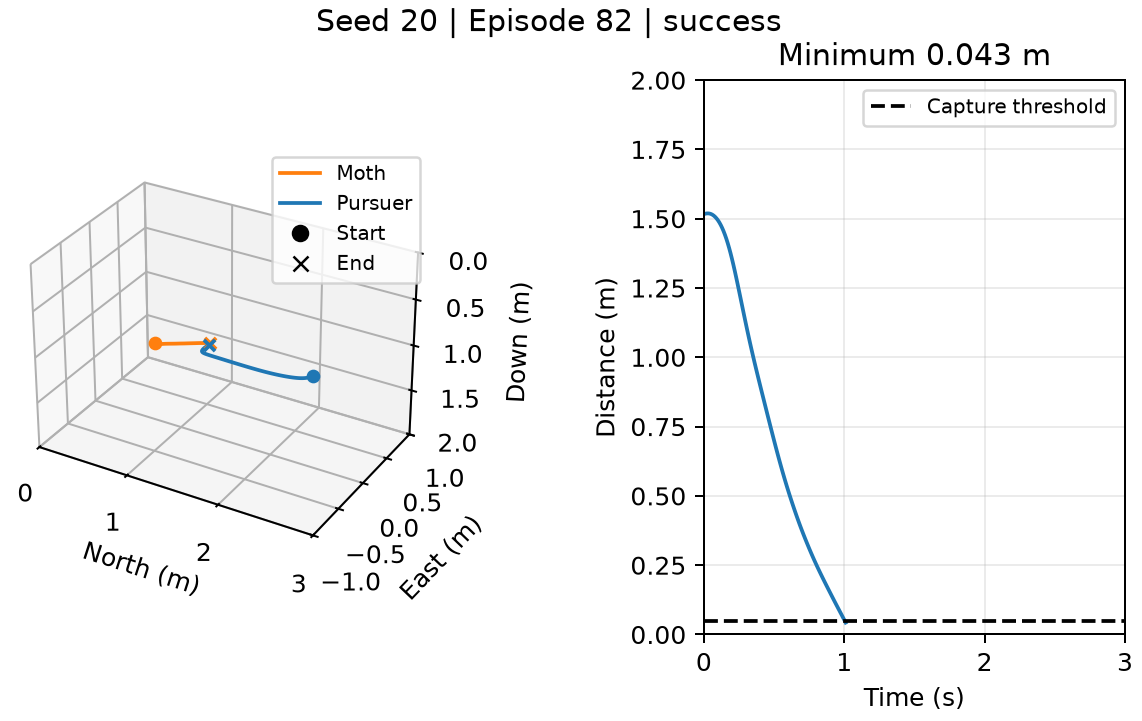 Seed 20 | Episode 82 | success
Moth
Pursuer
Start
End
0.0
0.5
1.0
1.5
2.0
Down (m)
1.0
0.5
0.0
−0.5
−1.0
East (m)
0
1
2
3
North (m)
Minimum 0.043 m
Capture threshold
2.00
1.75
1.50
1.25
1.00
0.75
0.50
0.25
0.00
Distance (m)
0
1
2
3
Time (s)